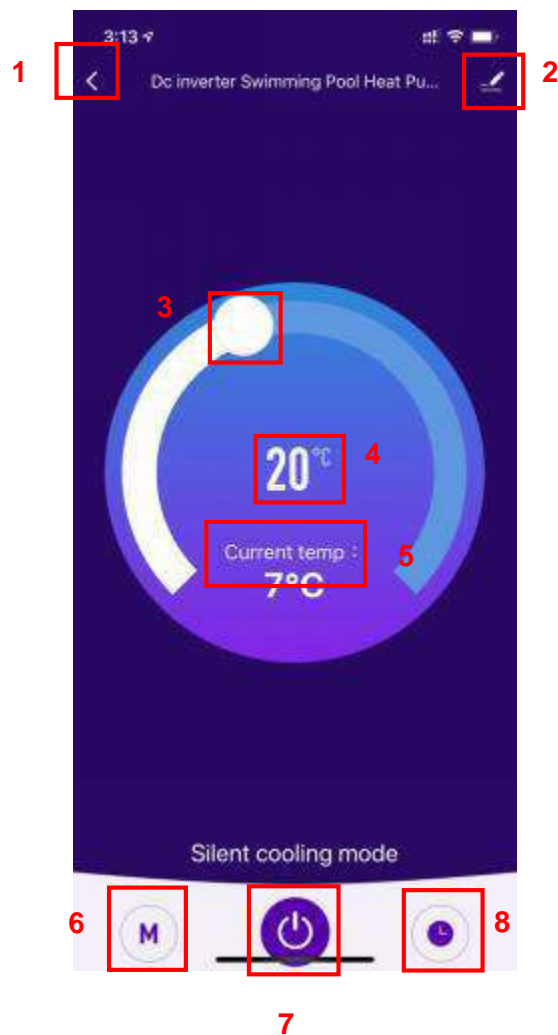 3:13
1
2
Dc inverter Swimming Pool Heat Pu...
3
20°C
4
Current temp :
5
7°C
Silent cooling mode
6
M
8
7